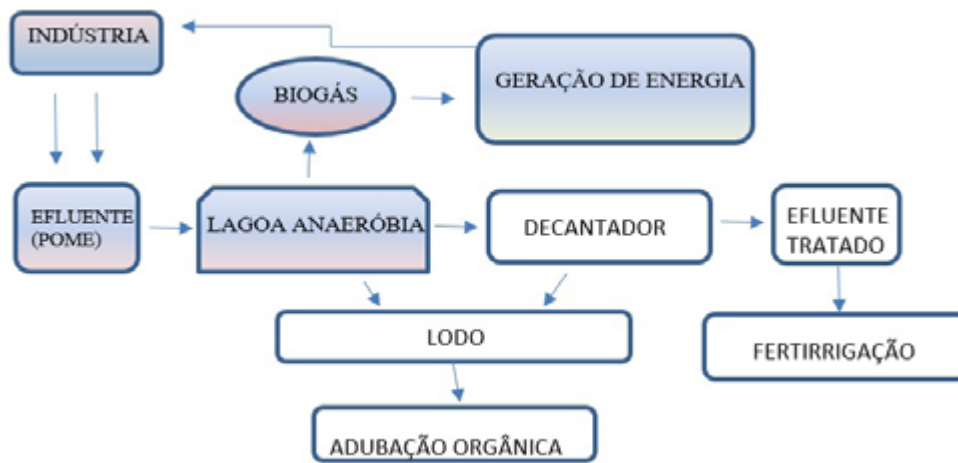 INDÚSTRIA
BIOGÁS
GERAÇÃO DE ENERGIA
EFLUENTE
(POME)
LAGOA ANAERÓBIA
DECANTADOR
EFLUENTE
TRATADO
LODO
FERTIRRIGAÇÃO
ADUBAÇÃO ORGÂNICA